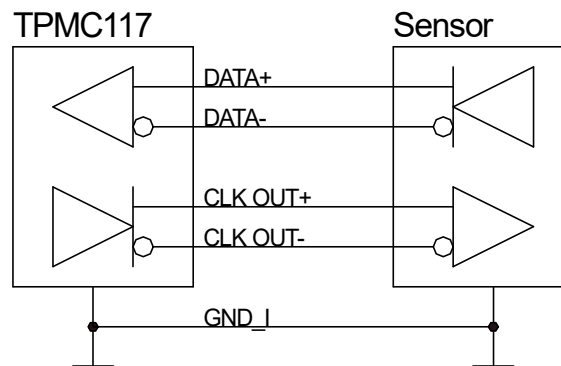 TPMC117 Sensor
DATA+
DATA-
CLK OUT+
CLK OUT-
GND_I